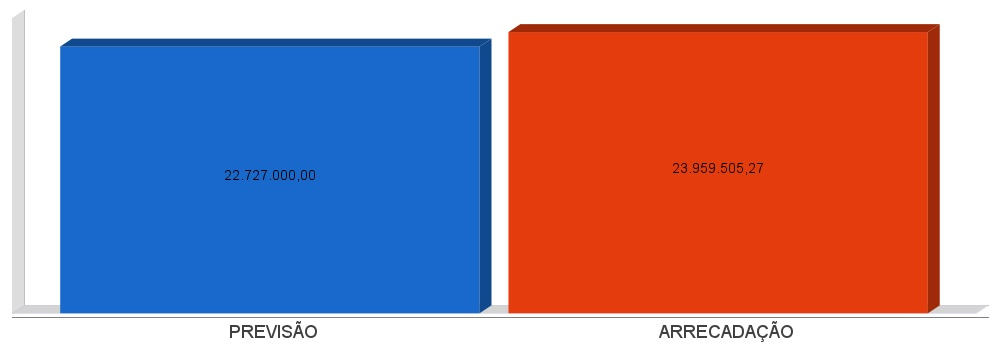 22.727.000,00
23.959.505,27
PREVISÃO
ARRECADAÇÃO